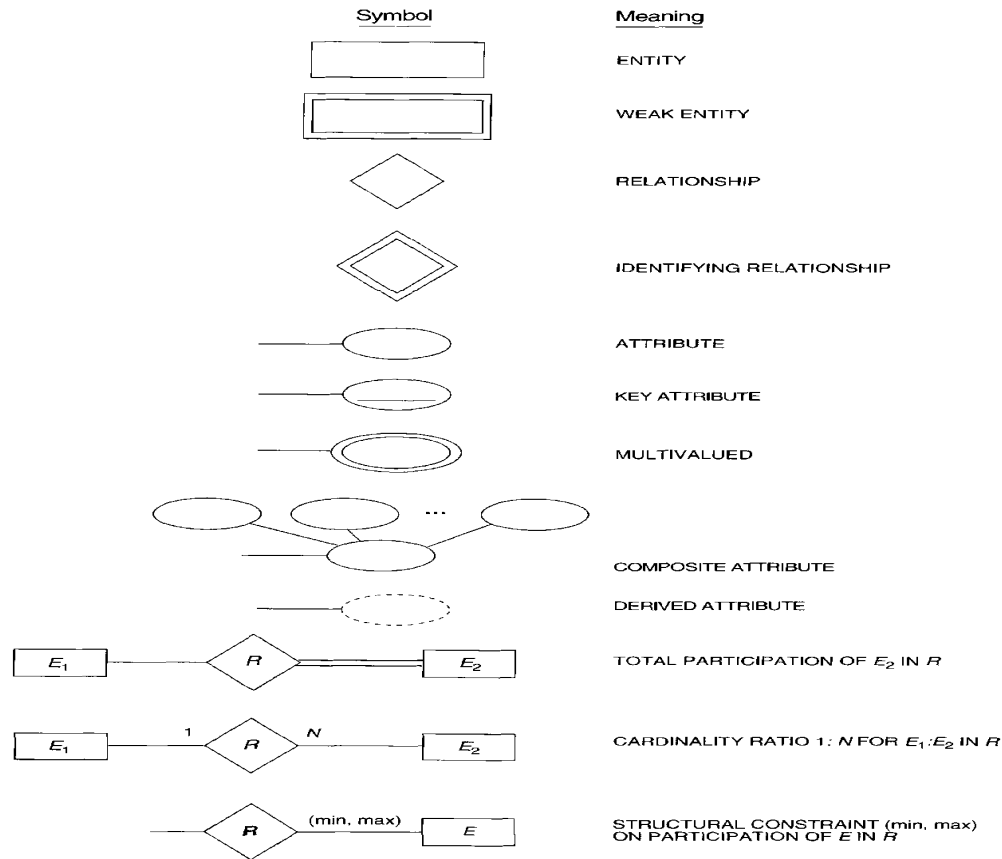 Symbol Meaning
ENTITY
WEAK ENTITY
RELATIONSHIP
IDENTIFYING RELATIONSHIP
ATTRIBUTE
KEY ATTRIBUTE
MULTIVALUED
...
COMPOSITE ATTRIBUTE
DERIVED ATTRIBUTE
E₁ R E₂ TOTAL PARTICIPATION OF E₂ IN R
E₁ 1 R N E₂ CARDINALITY RATIO 1: N FOR E₁:E₂ IN R
R (min, max) E STRUCTURAL CONSTRAINT (min, max)
ON PARTICIPATION OF E IN R